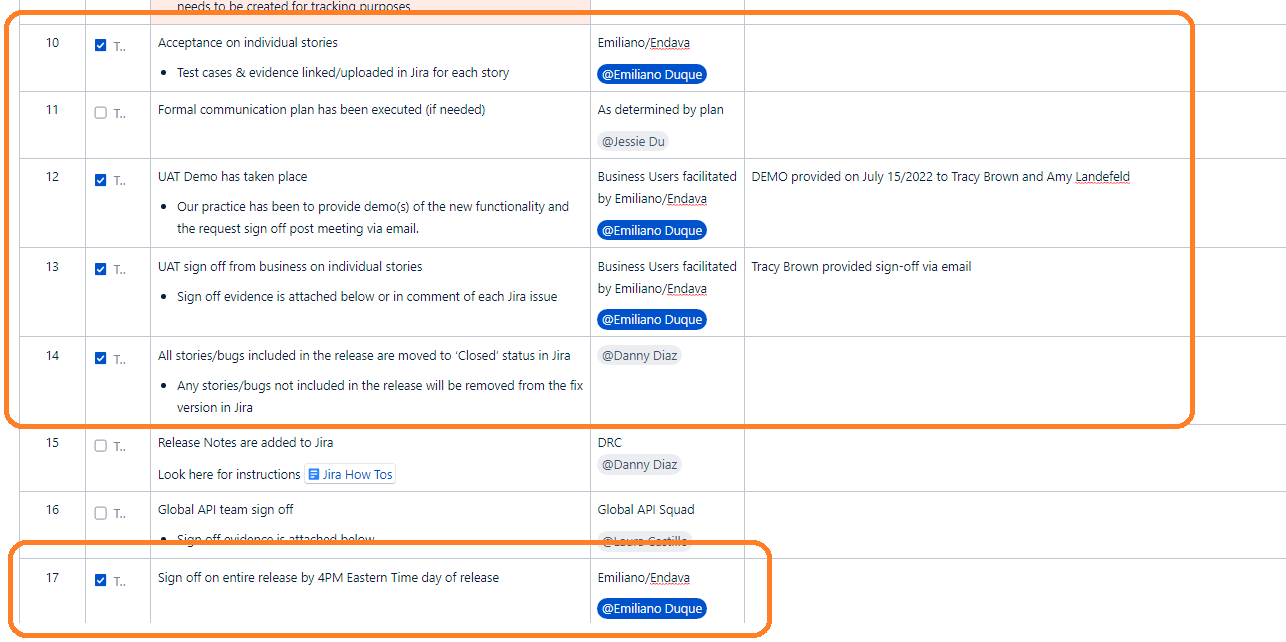 needs to be created for tracking purposes
10
T..
Acceptance on individual stories
Emiliano/Endava
• Test cases & evidence linked/uploaded in Jira for each story
@Emiliano Duque
11
T..
Formal communication plan has been executed (if needed)
As determined by plan
@Jessie Du
12
T..
UAT Demo has taken place
Business Users facilitated
DEMO provided on July 15/2022 to Tracy Brown and Amy Landefeld
• Our practice has been to provide demo(s) of the new functionality and
by Emiliano/Endava
the request sign off post meeting via email.
@Emiliano Duque
13
T..
UAT sign off from business on individual stories
Business Users facilitated
Tracy Brown provided sign-off via email
• Sign off evidence is attached below or in comment of each Jira issue
by Emiliano/Endava
@Emiliano Duque
14
T..
All stories/bugs included in the release are moved to ‘Closed’ status in Jira
@Danny Diaz
• Any stories/bugs not included in the release will be removed from the fix
version in Jira
15
T..
Release Notes are added to Jira
DRC
Look here for instructions Jira How Tos
@Danny Diaz
16
T..
Global API team sign off
Global API Squad
• Sign off evidence is attached below
@Laura Castillo
17
T..
Sign off on entire release by 4PM Eastern Time day of release
Emiliano/Endava
@Emiliano Duque